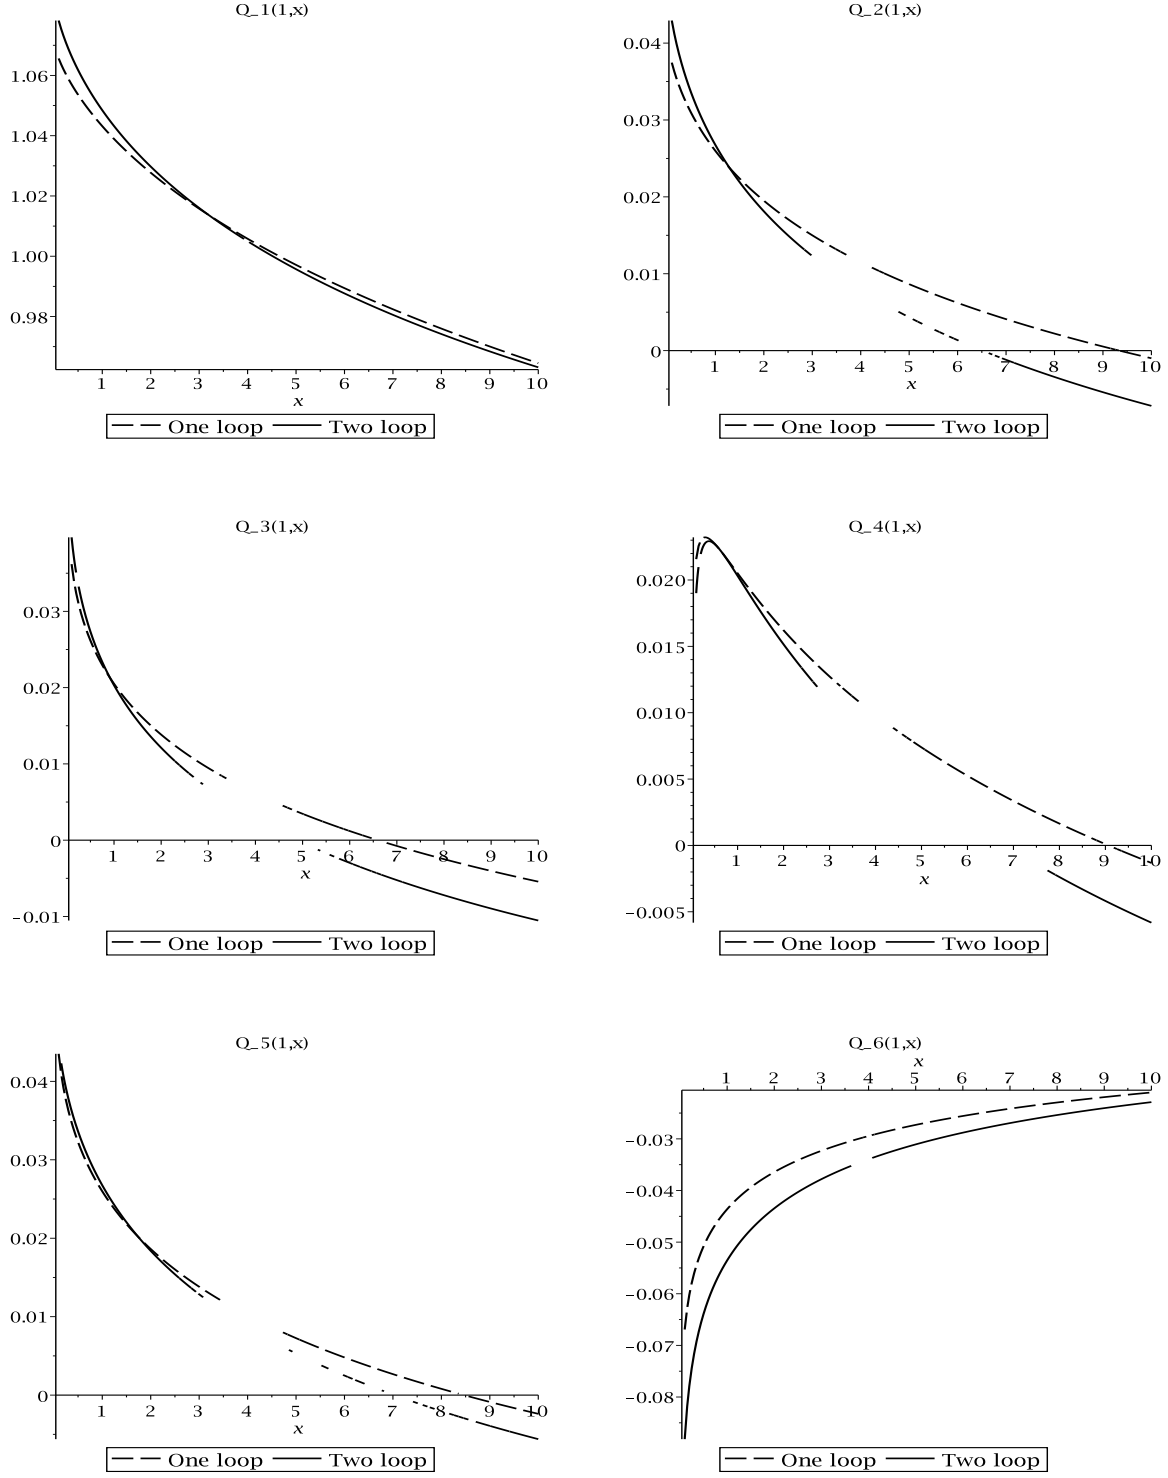 Q_1(1,x)
1.06
1.04
1.02
1.00
0.98
1 2 3 4 5 6 7 8 9 10
x
One loop Two loop
Q_2(1,x)
0.04
0.03
0.02
0.01
0
1 2 3 4 5 6 7 8 9 10
x
One loop Two loop
Q_3(1,x)
0.03
0.02
0.01
0
1 2 3 4 5 6 7 8 9 10
x
-0.01
One loop Two loop
Q_4(1,x)
0.020
0.015
0.010
0.005
0
1 2 3 4 5 6 7 8 9 10
x
-0.005
One loop Two loop
Q_5(1,x)
0.04
0.03
0.02
0.01
0
1 2 3 4 5 6 7 8 9 10
x
One loop Two loop
Q_6(1,x)
x
1 2 3 4 5 6 7 8 9 10
-0.03
-0.04
-0.05
-0.06
-0.07
-0.08
One loop Two loop